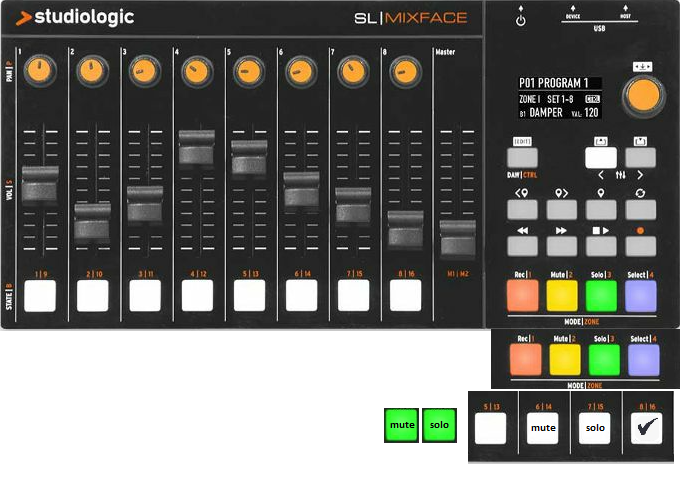 studiologic
SL|MIXFACE
DEVICE HOST
USB
PAN|P
1 2 3 4 5 6 7 8 Master
P01 PROGRAM 1
ZONE 1 SET 1-8 CTRL
B1 DAMPER VAL: 120
[EDIT]
DAW|CTRL
VOL|S
STATE|B
1|9 2|10 3|11 4|12 5|13 6|14 7|15 8|16 M1|M2
Rec|1 Mute|2 Solo|3 Select|4
MODE|ZONE
Rec|1 Mute|2 Solo|3 Select|4
MODE|ZONE
5|13 6|14 7|15 8|16
mute solo
mute solo